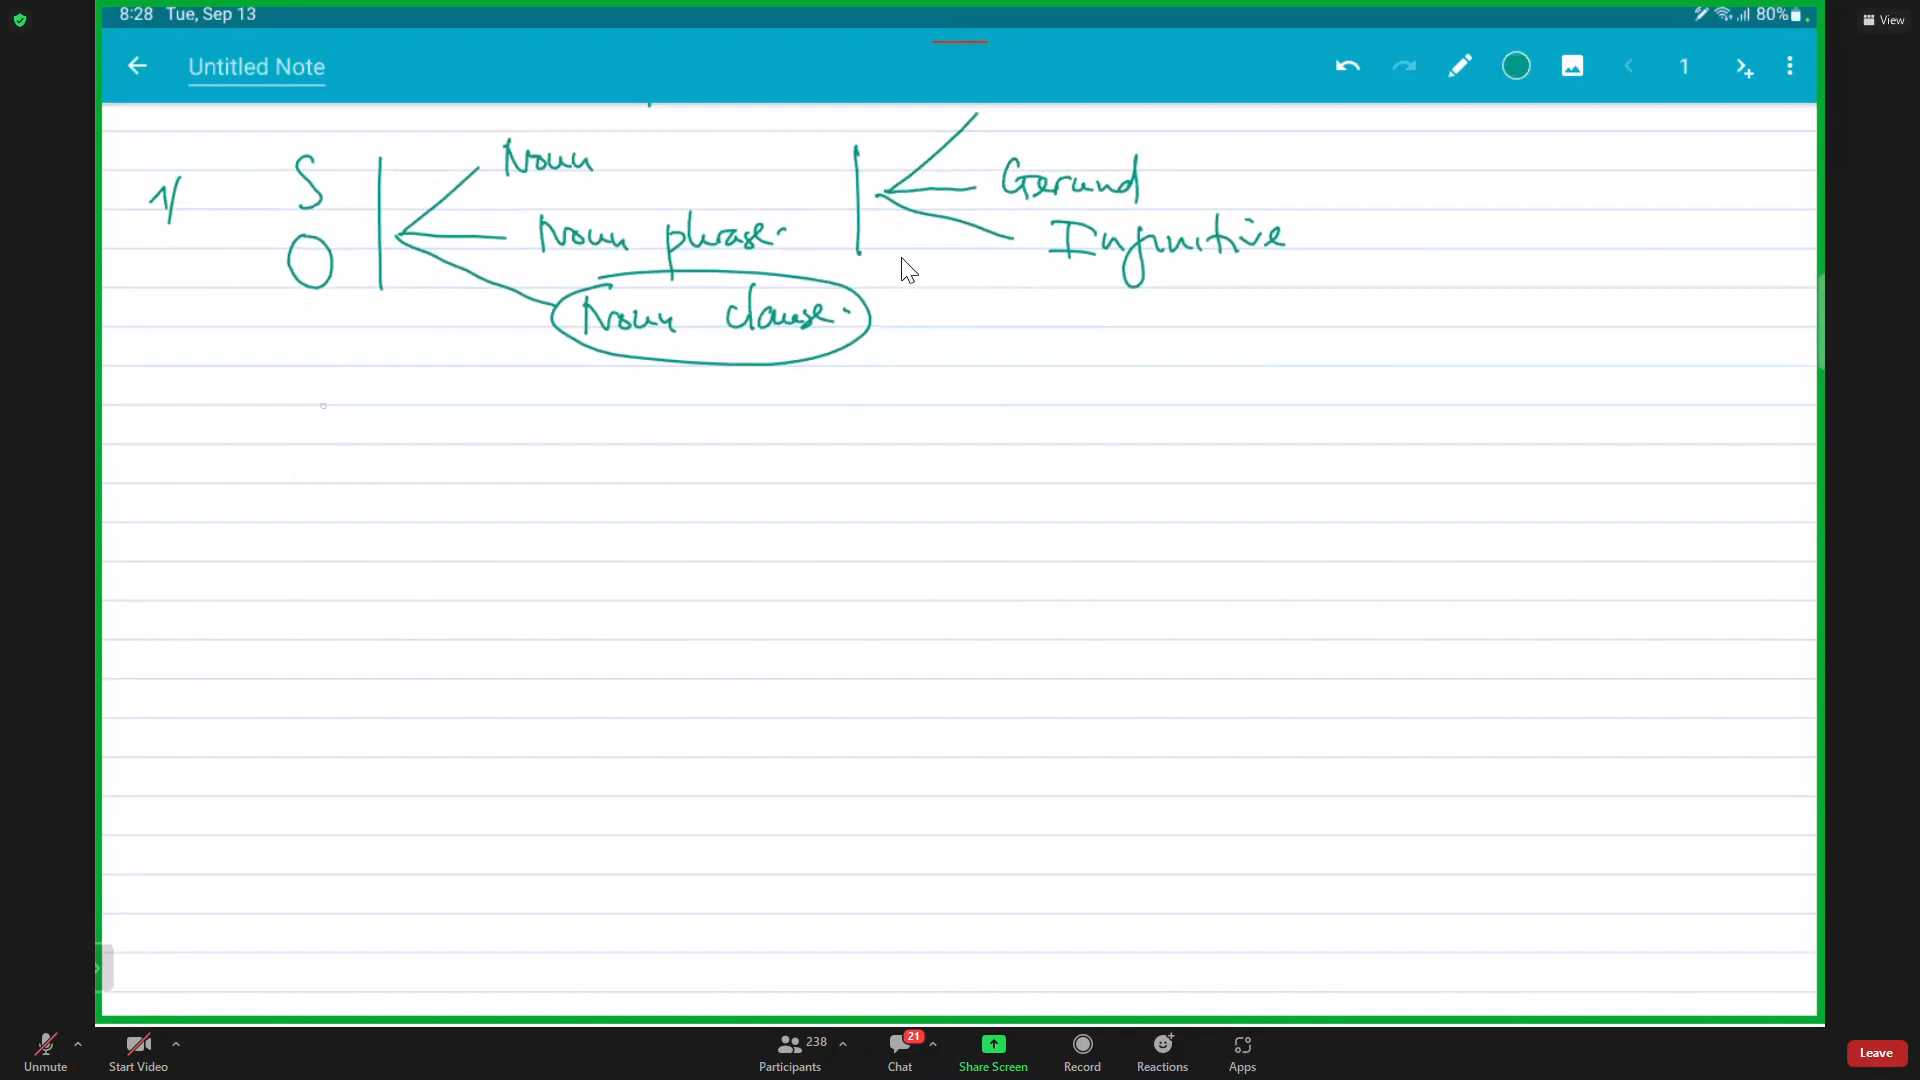 View
8:28 Tue, Sep 13
80%
Untitled Note
1
1/ S Noun
Gerund
O Noun phrase.
Infinitive
Noun clause.
Unmute
Start Video
238
Participants
21
Chat
Share Screen
Record
Reactions
Apps
Leave